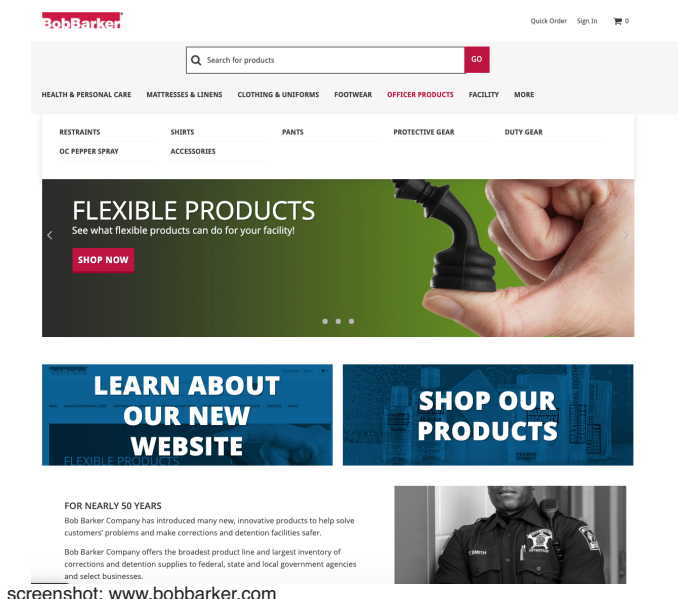 BobBarker
Quick Order Sign In 0
Search for products GO
HEALTH & PERSONAL CARE MATTRESSES & LINENS CLOTHING & UNIFORMS FOOTWEAR OFFICER PRODUCTS FACILITY MORE
RESTRAINTS SHIRTS PANTS PROTECTIVE GEAR DUTY GEAR
OC PEPPER SPRAY ACCESSORIES
FLEXIBLE PRODUCTS
See what flexible products can do for your facility!
SHOP NOW
LEARN ABOUT
OUR NEW
WEBSITE
FLEXIBLE PRODUCTS
SHOP OUR
PRODUCTS
FOR NEARLY 50 YEARS
Bob Barker Company has introduced many new, innovative products to help solve
customers' problems and make corrections and detention facilities safer.
Bob Barker Company offers the broadest product line and largest inventory of
corrections and detention supplies to federal, state and local government agencies
and select businesses.
SMITH
screenshot: www.bobbarker.com